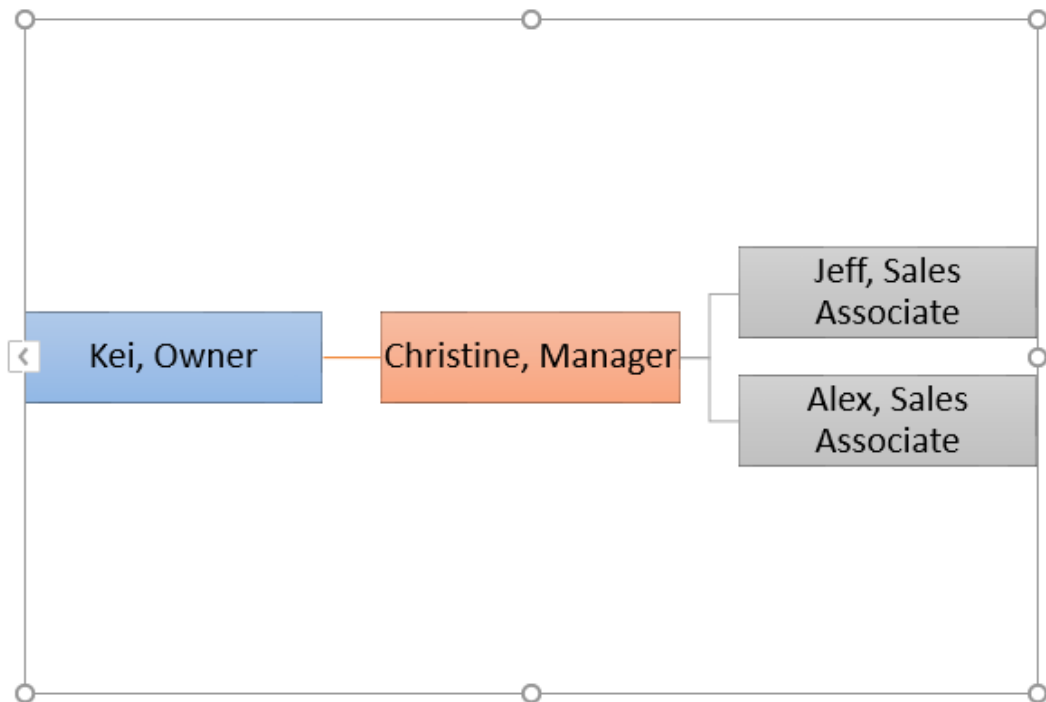 Kei, Owner
Christine, Manager
Jeff, Sales
Associate
Alex, Sales
Associate